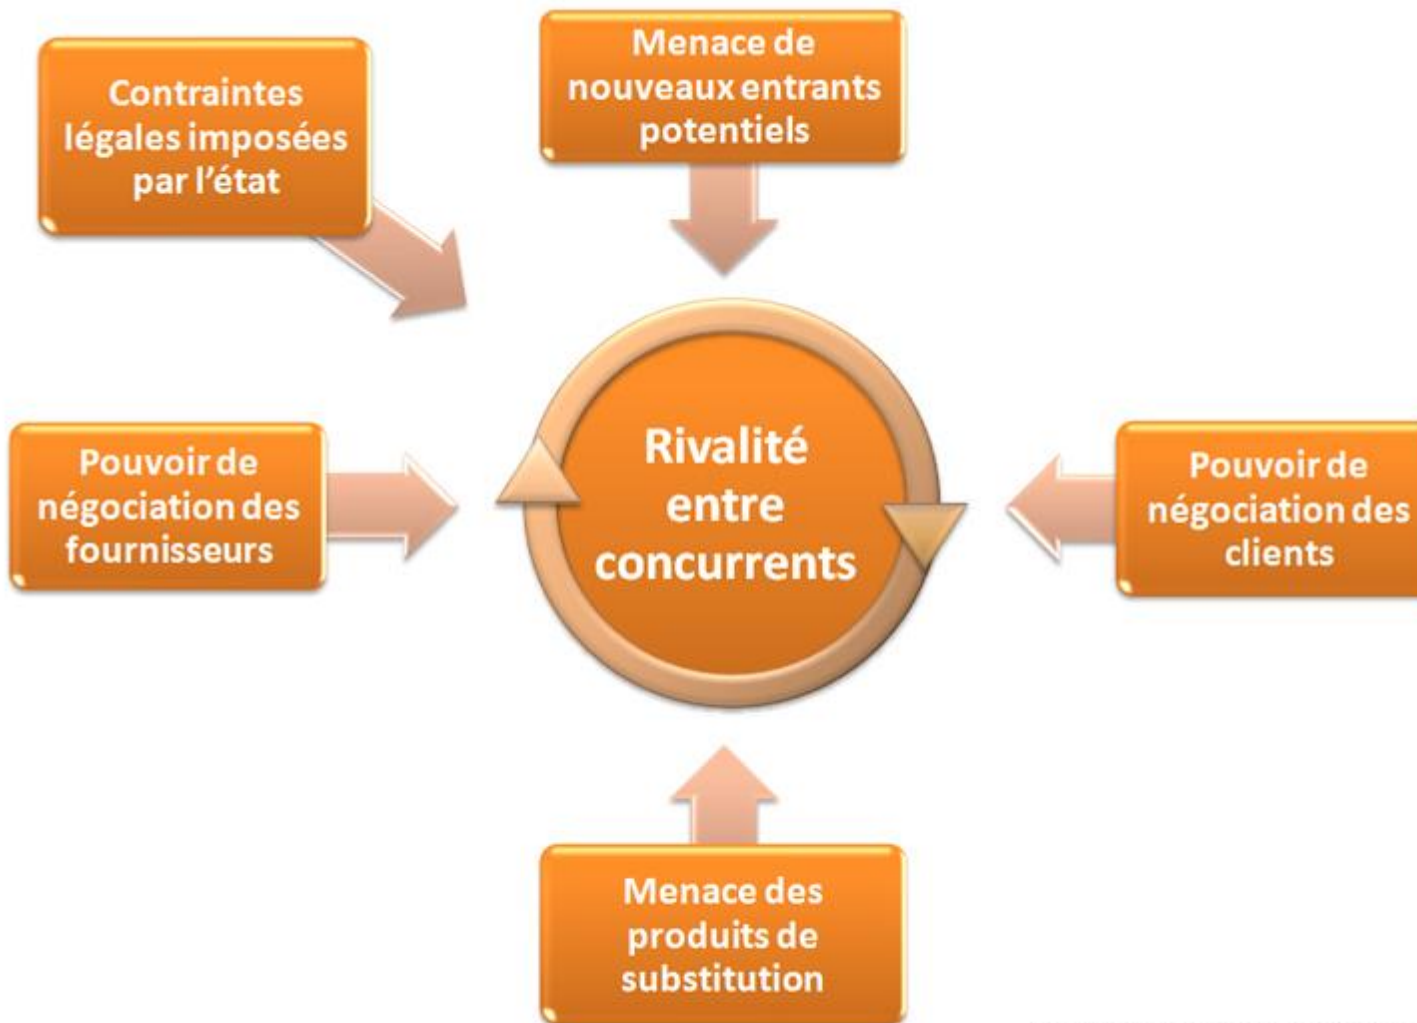 Menace de
nouveaux entrants
potentiels
Contraintes
légales imposées
par l'état
Rivalité
entre
concurrents
Pouvoir de
négociation des
fournisseurs
Pouvoir de
négociation des
clients
Menace des
produits de
substitution